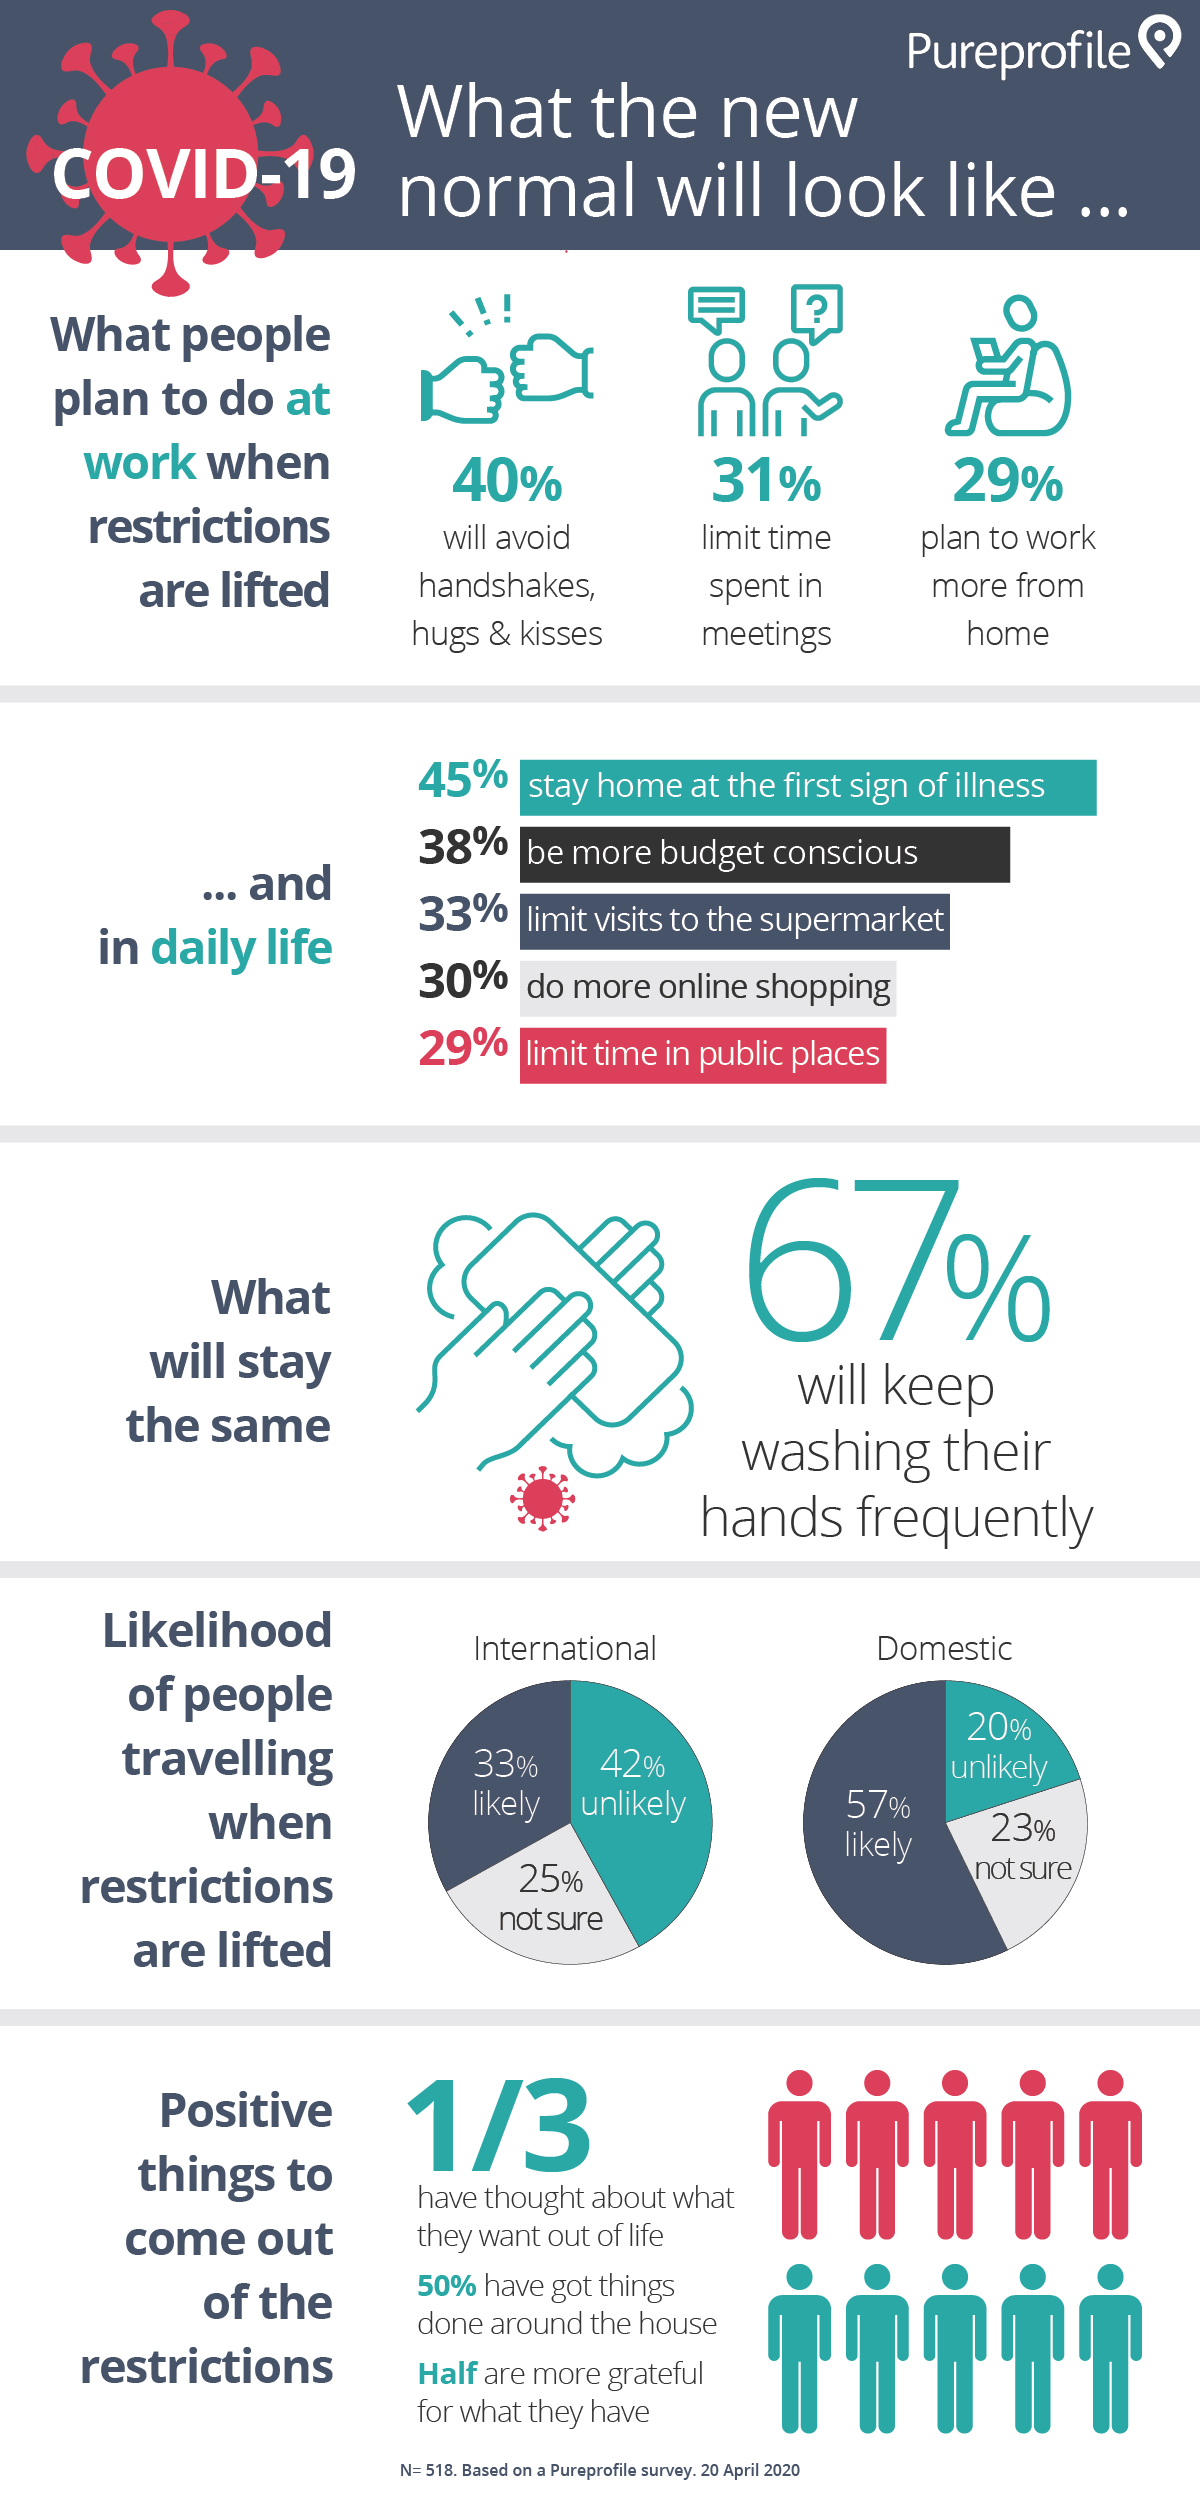 Pureprofile
COVID-19
What the new
normal will look like ...
What people
plan to do at
work when
restrictions
are lifted
40%
will avoid
handshakes,
hugs & kisses
31%
limit time
spent in
meetings
?
29%
plan to work
more from
home
... and
in daily life
45% stay home at the first sign of illness
38% be more budget conscious
33% limit visits to the supermarket
30% do more online shopping
29% limit time in public places
What
will stay
the same
67%
will keep
washing their
hands frequently
Likelihood
of people
travelling
when
restrictions
are lifted
International
33%
likely
42%
unlikely
25%
not sure
Domestic
20%
unlikely
57%
likely
23%
not sure
Positive
things to
come out
of the
restrictions
1/3
have thought about what
they want out of life
50% have got things
done around the house
Half are more grateful
for what they have
N= 518. Based on a Pureprofile survey. 20 April 2020